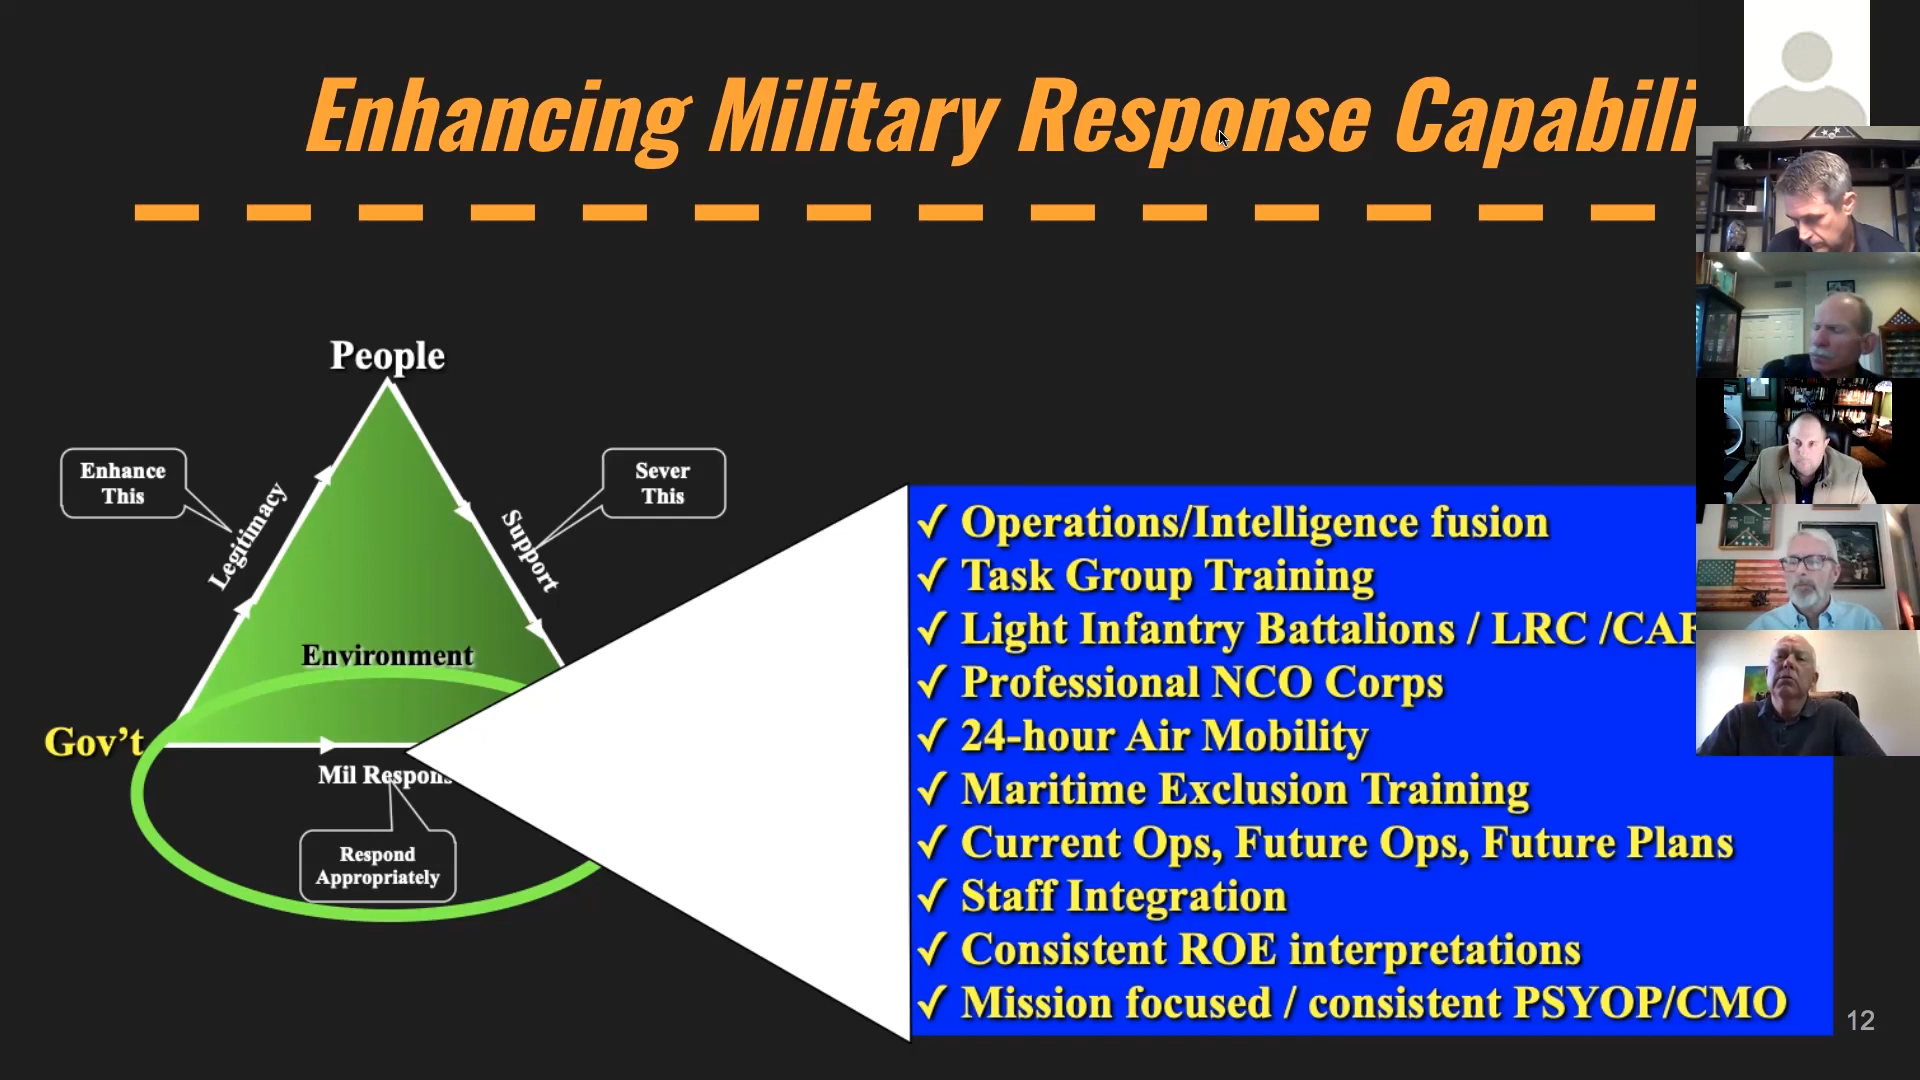 Enhancing Military Response Capabili
People
Enhance
This
Sever
This
Legitimacy
Support
Environment
Gov't
Mil Respons
Respond
Appropriately
✓ Operations/Intelligence fusion
✓ Task Group Training
✓ Light Infantry Battalions / LRC /CAF
✓ Professional NCO Corps
✓ 24-hour Air Mobility
✓ Maritime Exclusion Training
✓ Current Ops, Future Ops, Future Plans
✓ Staff Integration
✓ Consistent ROE interpretations
✓ Mission focused / consistent PSYOP/CMO
12